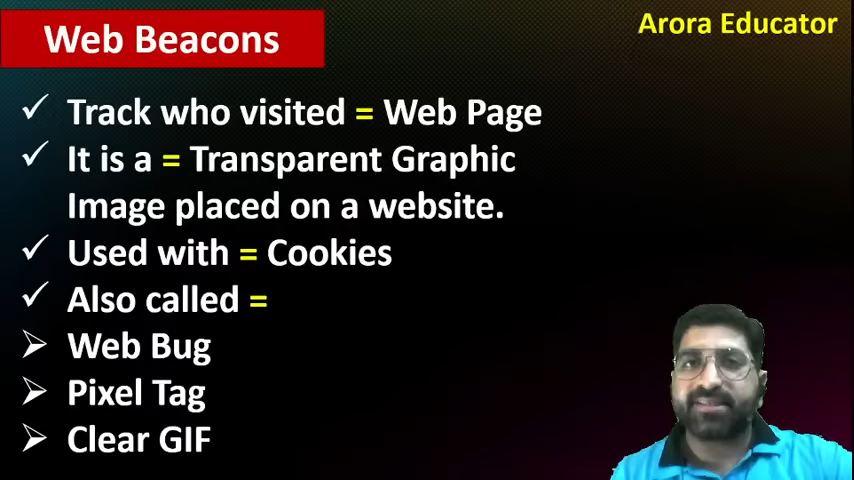 Web Beacons
Arora Educator
✓ Track who visited = Web Page
✓ It is a = Transparent Graphic
Image placed on a website.
✓ Used with = Cookies
✓ Also called =
➢ Web Bug
➢ Pixel Tag
➢ Clear GIF